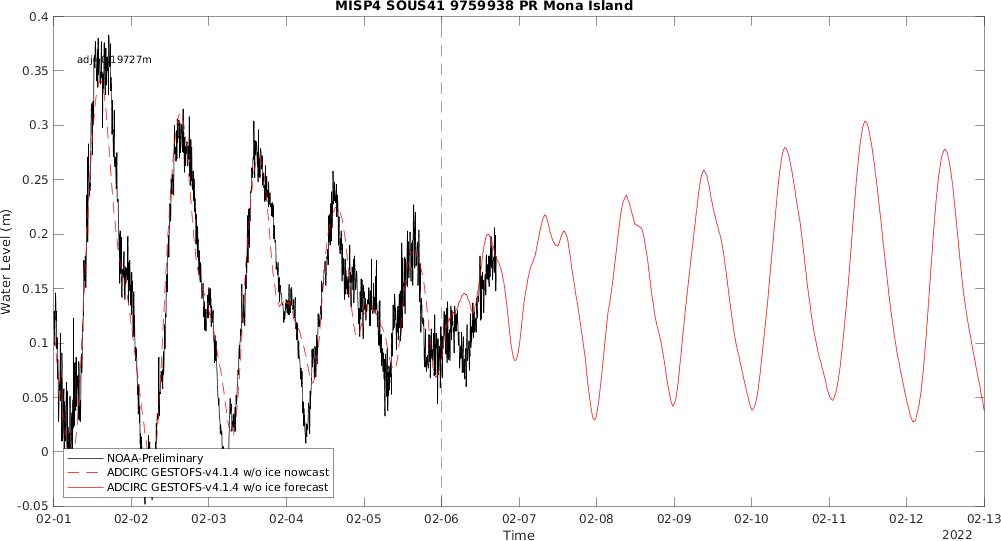 MISP4 SOUS41 9759938 PR Mona Island
0.4
0.35
0.3
0.25
0.2
0.15
0.1
0.05
0
-0.05
Water Level (m)
NOAA-Preliminary
ADCIRC GESTOFS-v4.1.4 w/o ice nowcast
ADCIRC GESTOFS-v4.1.4 w/o ice forecast
02-01 02-02 02-03 02-04 02-05 02-06 02-07 02-08 02-09 02-10 02-11 02-12 02-13
Time
2022